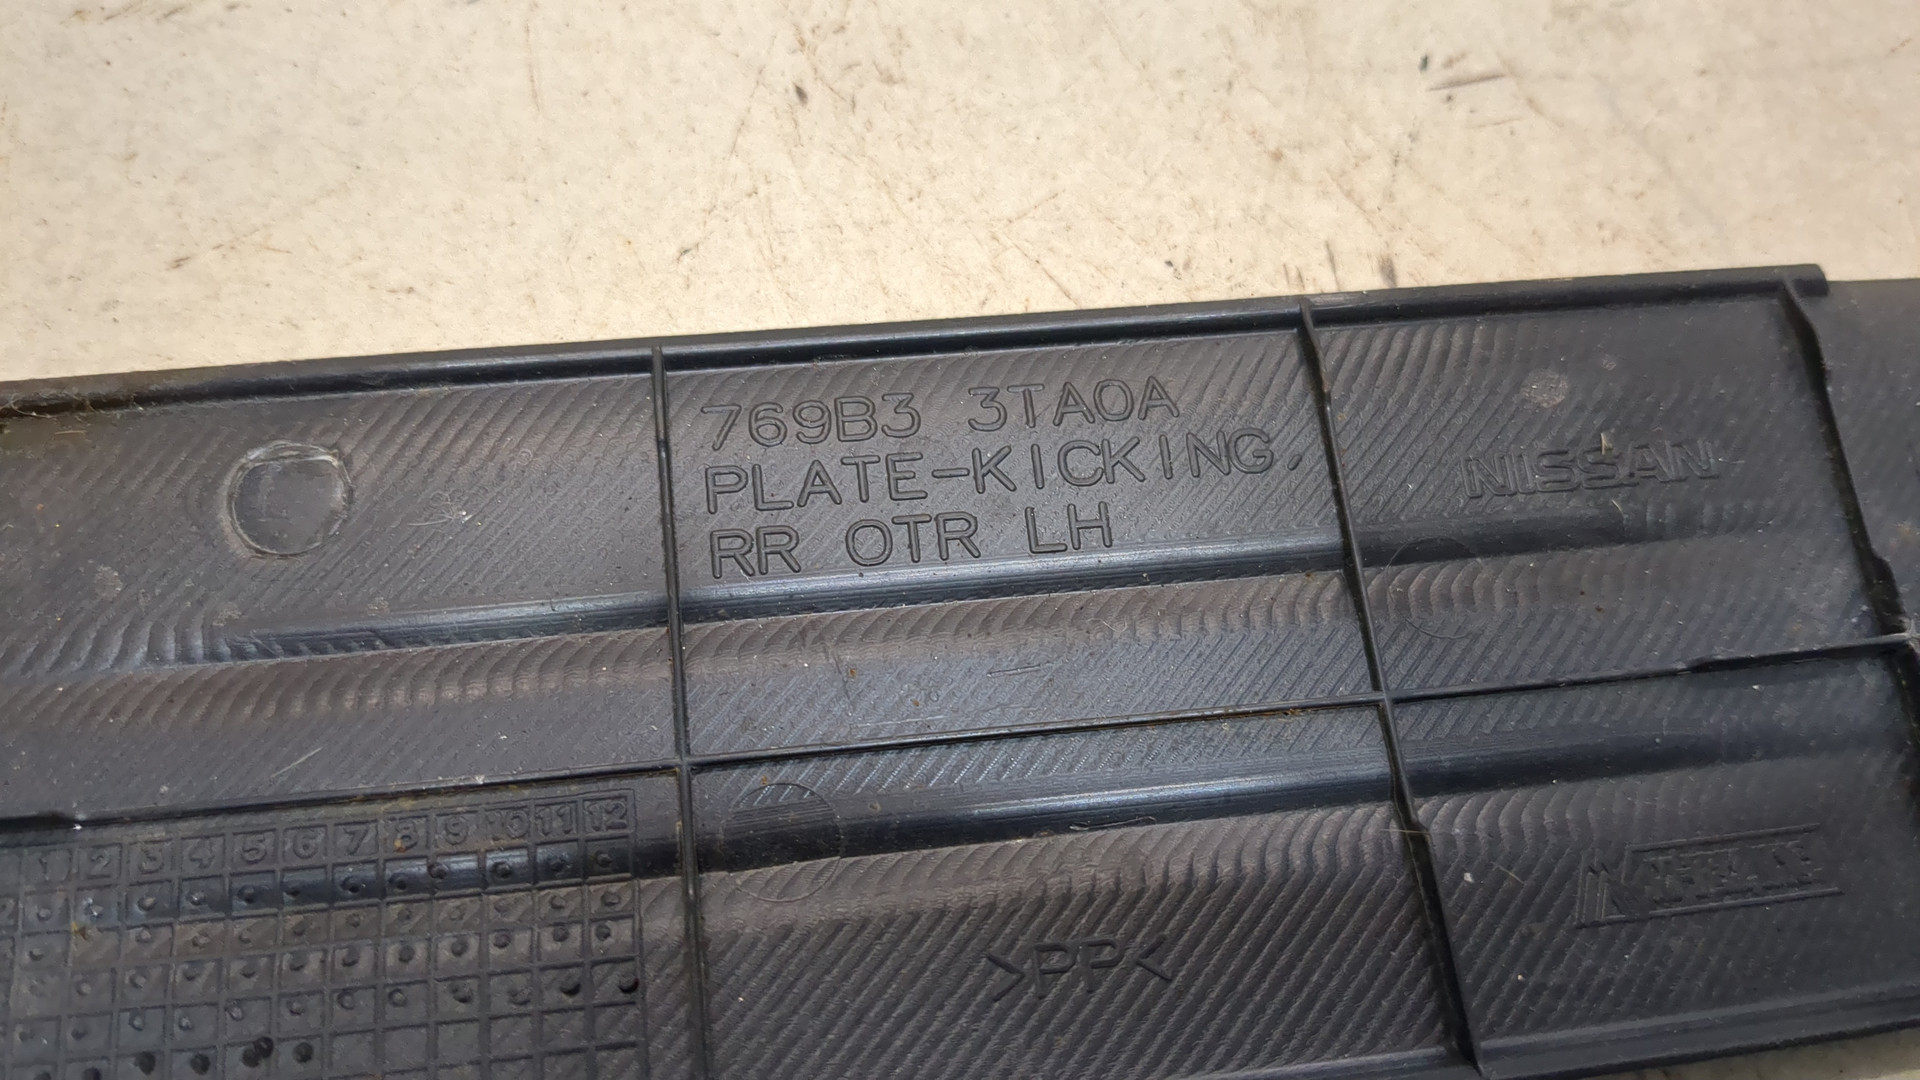 769B3 3TA0A
PLATE-KICKING,
RR OTR LH
NISSAN
1 2 3 4 5 6 7 8 9 10 11 12
>PP<